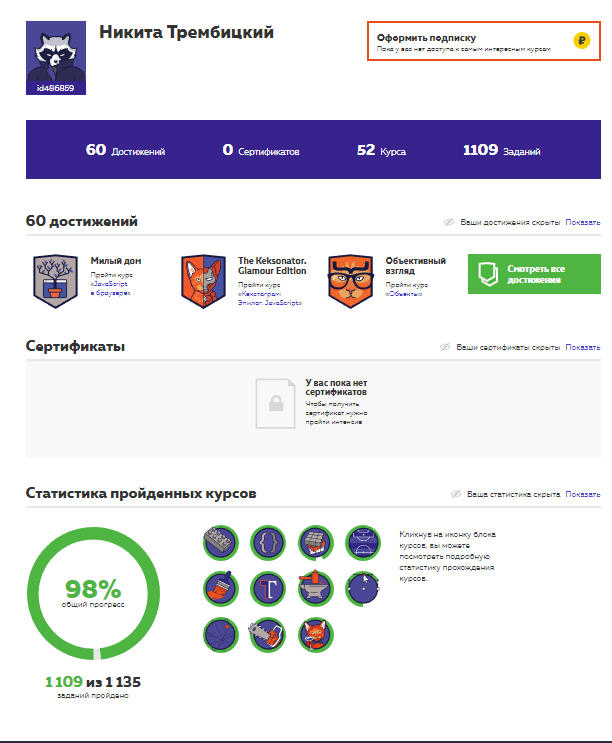 Никита Трембицкий
Оформить подписку
Пока у вас нет доступа к самым интересным курсам
₽
id486859
60 Достижений
0 Сертификатов
52 Курса
1109 Заданий
60 достижений
Ваши достижения скрыты Показать
Милый дом
Пройти курс
«JavaScript
в браузере»
The Keksonator.
Glamour Edition
Пройти курс
«Кекстаграм:
Эпилог. JavaScript»
Объективный
взгляд
Пройти курс
«Объекты»
Смотреть все
достижения
Сертификаты
Ваши сертификаты скрыты Показать
У вас пока нет
сертификатов
Чтобы получить
сертификат нужно
пройти интенсив
Статистика пройденных курсов
Ваша статистика скрыта Показать
98%
общий прогресс
1 109 из 1 135
заданий пройдено
{ }
T
Кликнув на иконку блока
курсов, вы можете
посмотреть подробную
статистику прохождения
курсов.